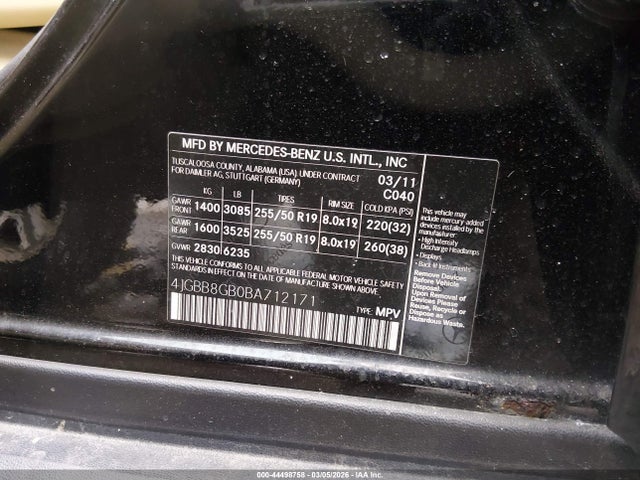 MFD BY MERCEDES-BENZ U.S. INTL., INC
TUSCALOOSA COUNTY, ALABAMA (USA) UNDER CONTRACT
FOR DAIMLER AG, STUTTGART (GERMANY)
03/11
C040
KG LB TIRES RIM SIZE COLD KPA (PSI)
GAWR FRONT 1400 3085 255/50 R19 8.0x19 220(32)
GAWR REAR 1600 3525 255/50 R19 8.0x19 260(38)
GVWR 2830 6235
THIS VEHICLE CONFORMS TO ALL APPLICABLE FEDERAL MOTOR
VEHICLE SAFETY STANDARDS IN EFFECT ON THE DATE OF
MANUFACTURE SHOWN ABOVE.
4JGBB8GB0BA712171
TYPE: MPV
This vehicle may
include mercury added
devices installed by the
manufacturer:
- High Intensity
Discharge Headlamps
- Displays
- Back lit Instruments
Remove Devices
Before Vehicle
Disposal.
Upon Removal of
Devices Please
Reuse, Recycle or
Dispose as
Hazardous Waste.
000-44498758 - 03/05/2026 - IAAI.COM